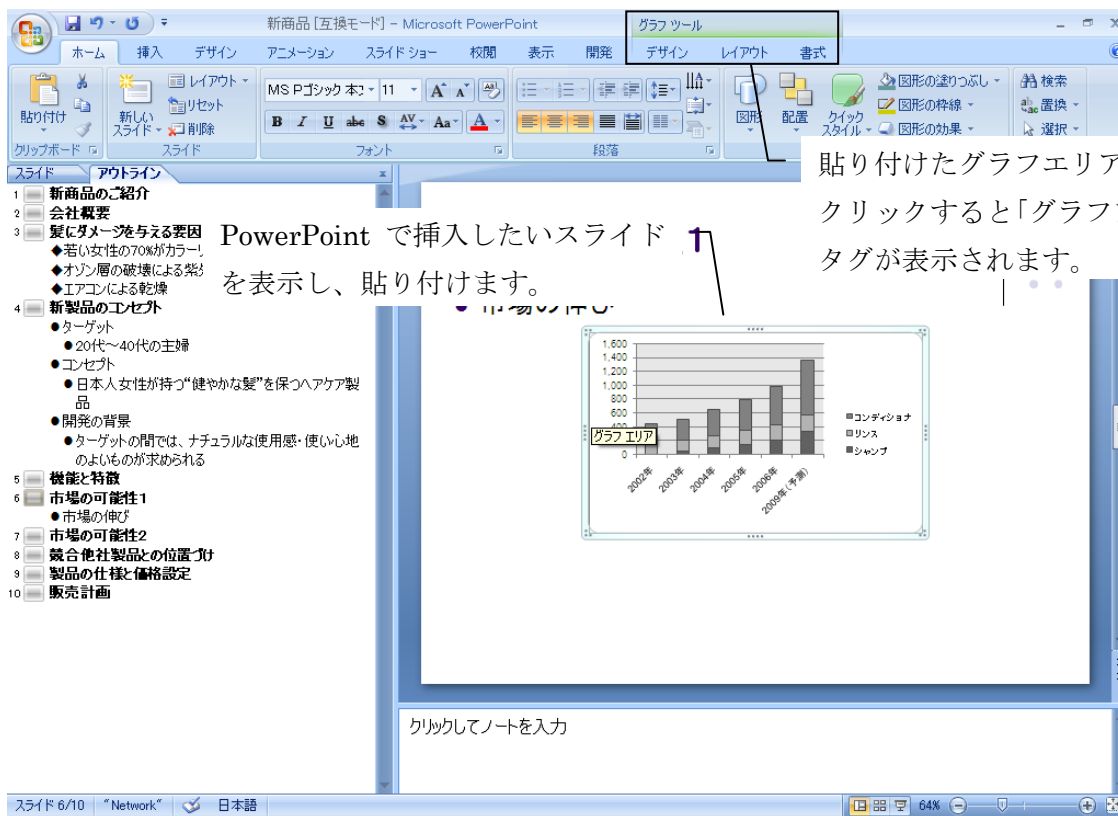 新商品 [互換モード] - Microsoft PowerPoint
グラフ ツール
ホーム 挿入 デザイン アニメーション スライド ショー 校閲 表示 開発 デザイン レイアウト 書式
貼り付け
新しい
スライド
レイアウト
リセット
削除
MS Pゴシック 本文 11
B I U abc S AV Aa A
図形 配置 クイック
スタイル
図形の塗りつぶし
図形の枠線
図形の効果
検索
置換
選択
クリップボード スライド フォント 段落
スライド アウトライン
1 新商品のご紹介
2 会社概要
3 髪にダメージを与える要因
◆若い女性の70%がカラーリ
◆オゾン層の破壊による紫
◆エアコンによる乾燥
4 新製品のコンセプト
●ターゲット
●20代～40代の主婦
●コンセプト
●日本人女性が持つ“健やかな髪”を保つヘアケア製
品
●開発の背景
●ターゲットの間では、ナチュラルな使用感・使い心地
のよいものが求められる
5 機能と特徴
6 市場の可能性1
●市場の伸び
7 市場の可能性2
8 競合他社製品との位置づけ
9 製品の仕様と価格設定
10 販売計画
PowerPoint で挿入したいスライド
を表示し、貼り付けます。
貼り付けたグラフエリア
クリックすると「グラフ
タグが表示されます。
1
●市場の伸び
1,600
1,400
1,200
1,000
800
600
400
0
グラフ エリア
2002年 2003年 2004年 2005年 2006年 2009年(予測)
コンディショナ
リンス
シャンプ
クリックしてノートを入力
スライド 6/10 "Network" 日本語 64%